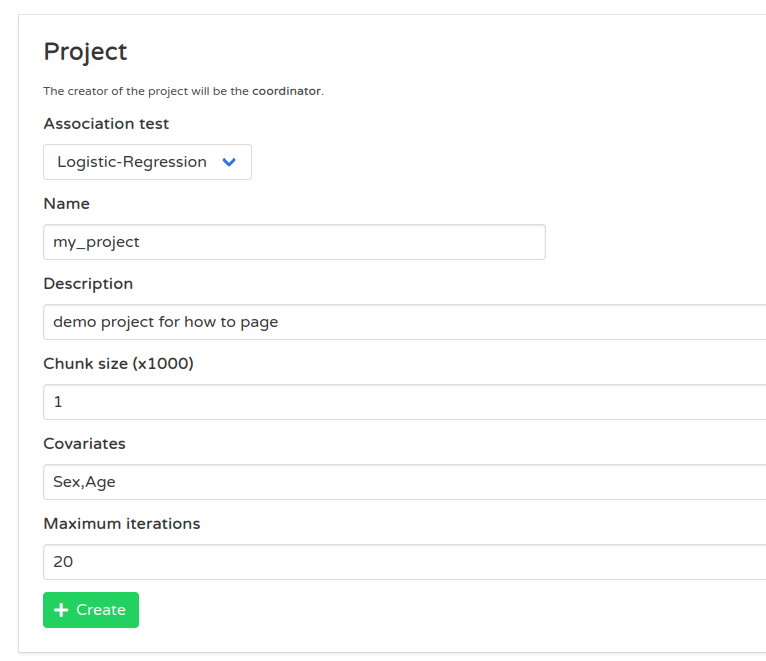 Project
The creator of the project will be the coordinator.
Association test
Logistic-Regression
Name
my_project
Description
demo project for how to page
Chunk size (x1000)
1
Covariates
Sex,Age
Maximum iterations
20
Create